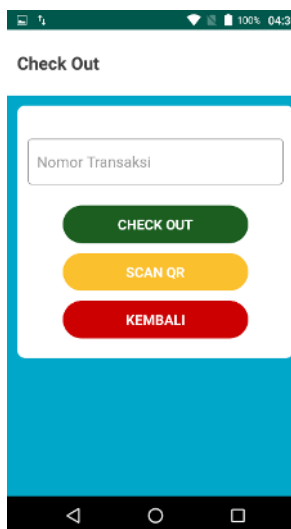 100% 04:3
Check Out
Nomor Transaksi
CHECK OUT
SCAN QR
KEMBALI